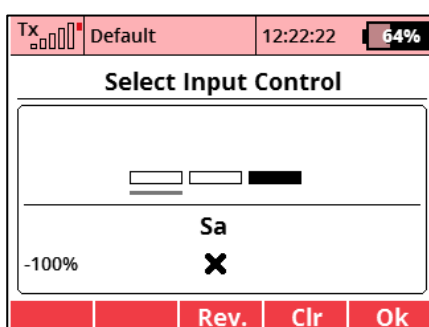 Tx Default 12:22:22 64%
Select Input Control
Sa
-100%
Rev. Clr Ok